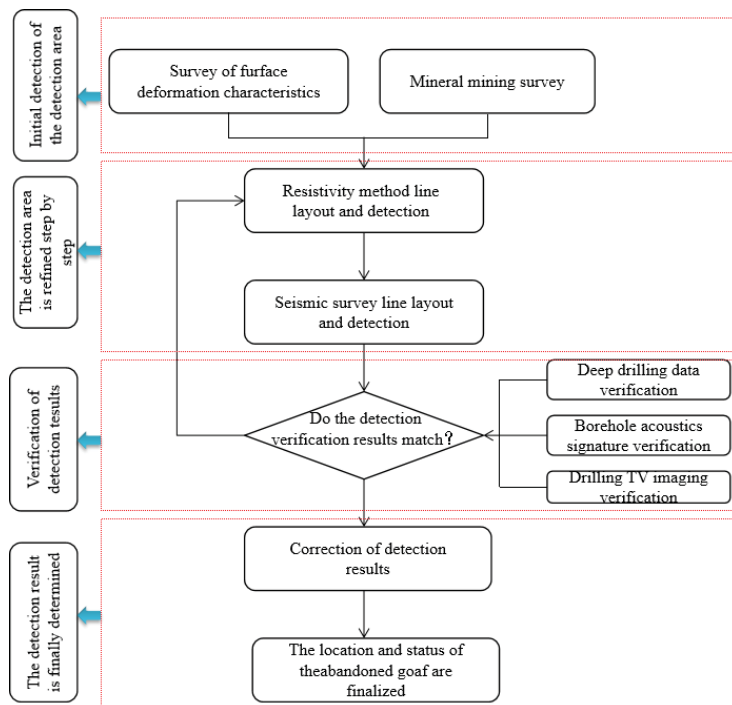 Initial detection of
the detection area
Survey of furface
deformation characteristics
Mineral mining survey
The detection area
is refined step by
step
Resistivity method line
layout and detection
Seismic survey line layout
and detection
Verification of
detection tesults
Do the detection
verification results match?
Deep drilling data
verification
Borehole acoustics
signature verification
Drilling TV imaging
verification
The detection result
is finally determined
Correction of detection
results
The location and status of
theabandoned goaf are
finalized